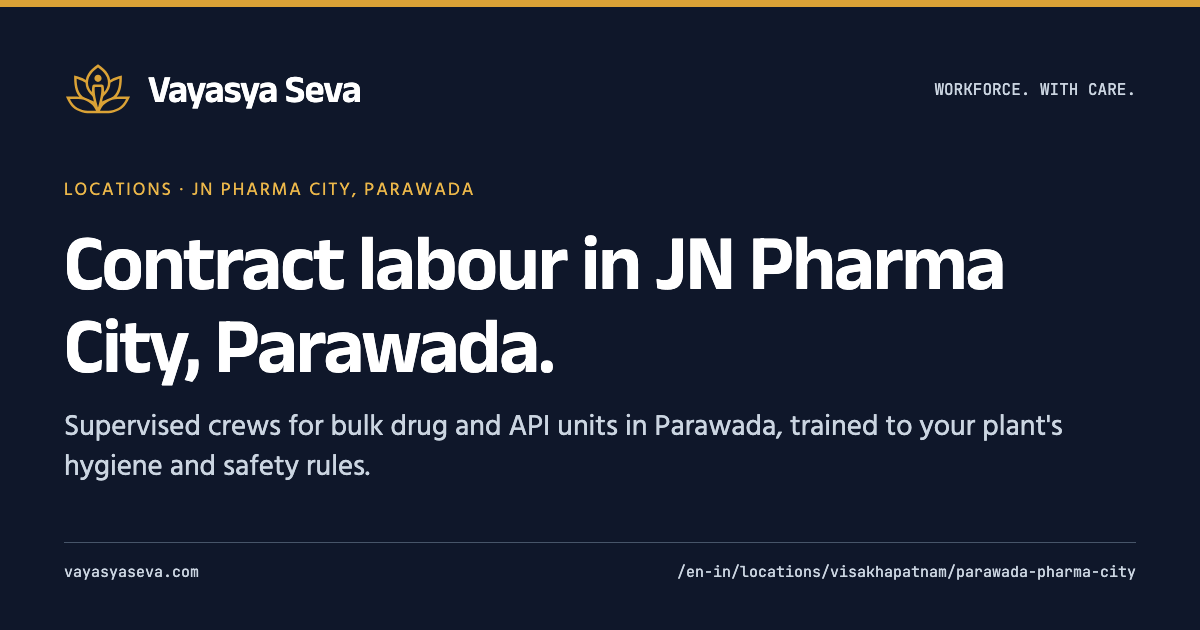 Vayasya Seva
WORKFORCE. WITH CARE.
LOCATIONS · JN PHARMA CITY, PARAWADA
Contract labour in JN Pharma
City, Parawada.
Supervised crews for bulk drug and API units in Parawada, trained to your plant's
hygiene and safety rules.
vayasyaseva.com
/en-in/locations/visakhapatnam/parawada-pharma-city